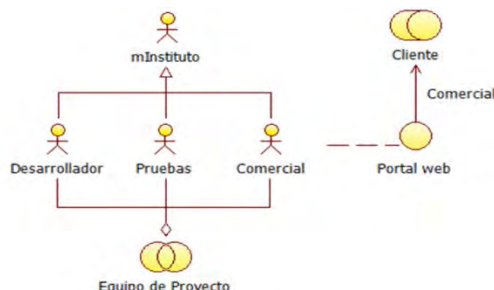 mInstituto
Cliente
Comercial
Desarrollador
Pruebas
Comercial
Portal web
Equipo de Proyecto